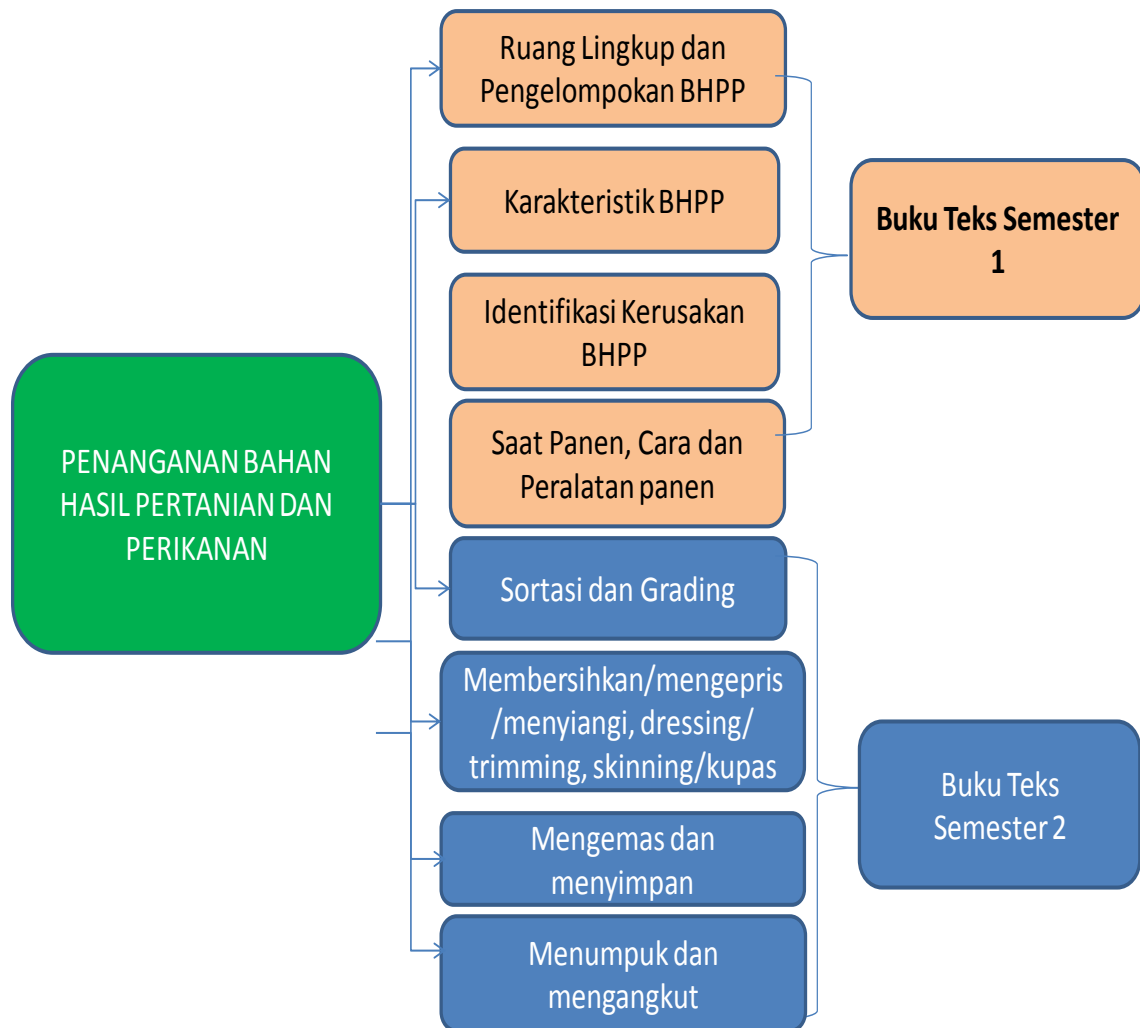 Ruang Lingkup dan
Pengelompokan BHPP
Karakteristik BHPP
Identifikasi Kerusakan
BHPP
Saat Panen, Cara dan
Peralatan panen
Sortasi dan Grading
Membersihkan/mengepris
/menyiangi, dressing/
trimming, skinning/kupas
Mengemas dan
menyimpan
Menumpuk dan
mengangkut
PENANGANAN BAHAN
HASIL PERTANIAN DAN
PERIKANAN
Buku Teks Semester
1
Buku Teks
Semester 2